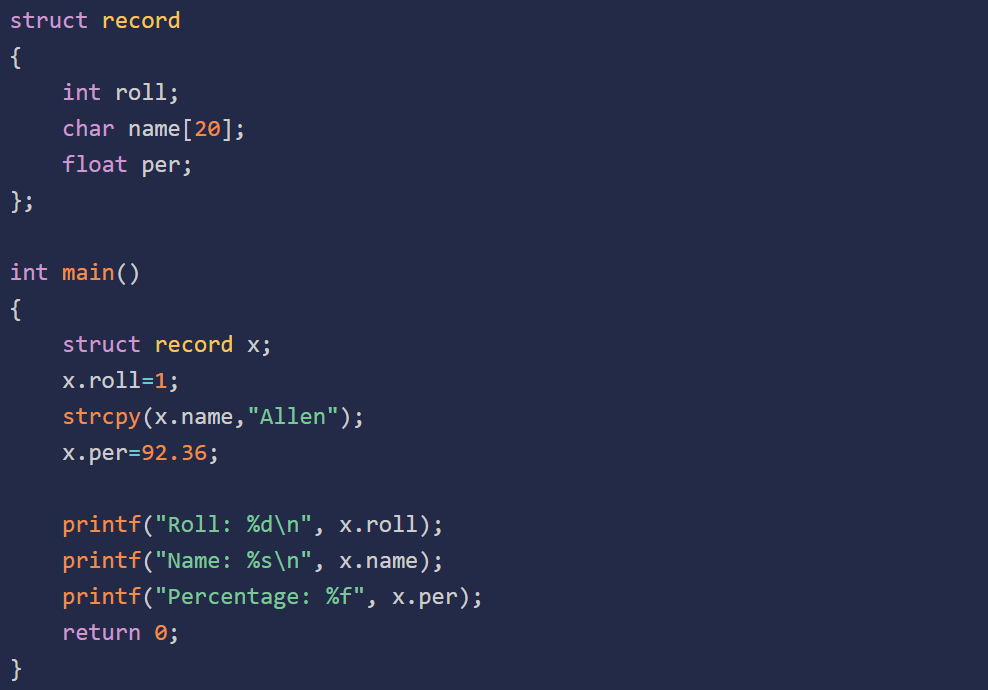 struct record
{
    int roll;
    char name[20];
    float per;
};

int main()
{
    struct record x;
    x.roll=1;
    strcpy(x.name,"Allen");
    x.per=92.36;

    printf("Roll: %d\n", x.roll);
    printf("Name: %s\n", x.name);
    printf("Percentage: %f", x.per);
    return 0;
}